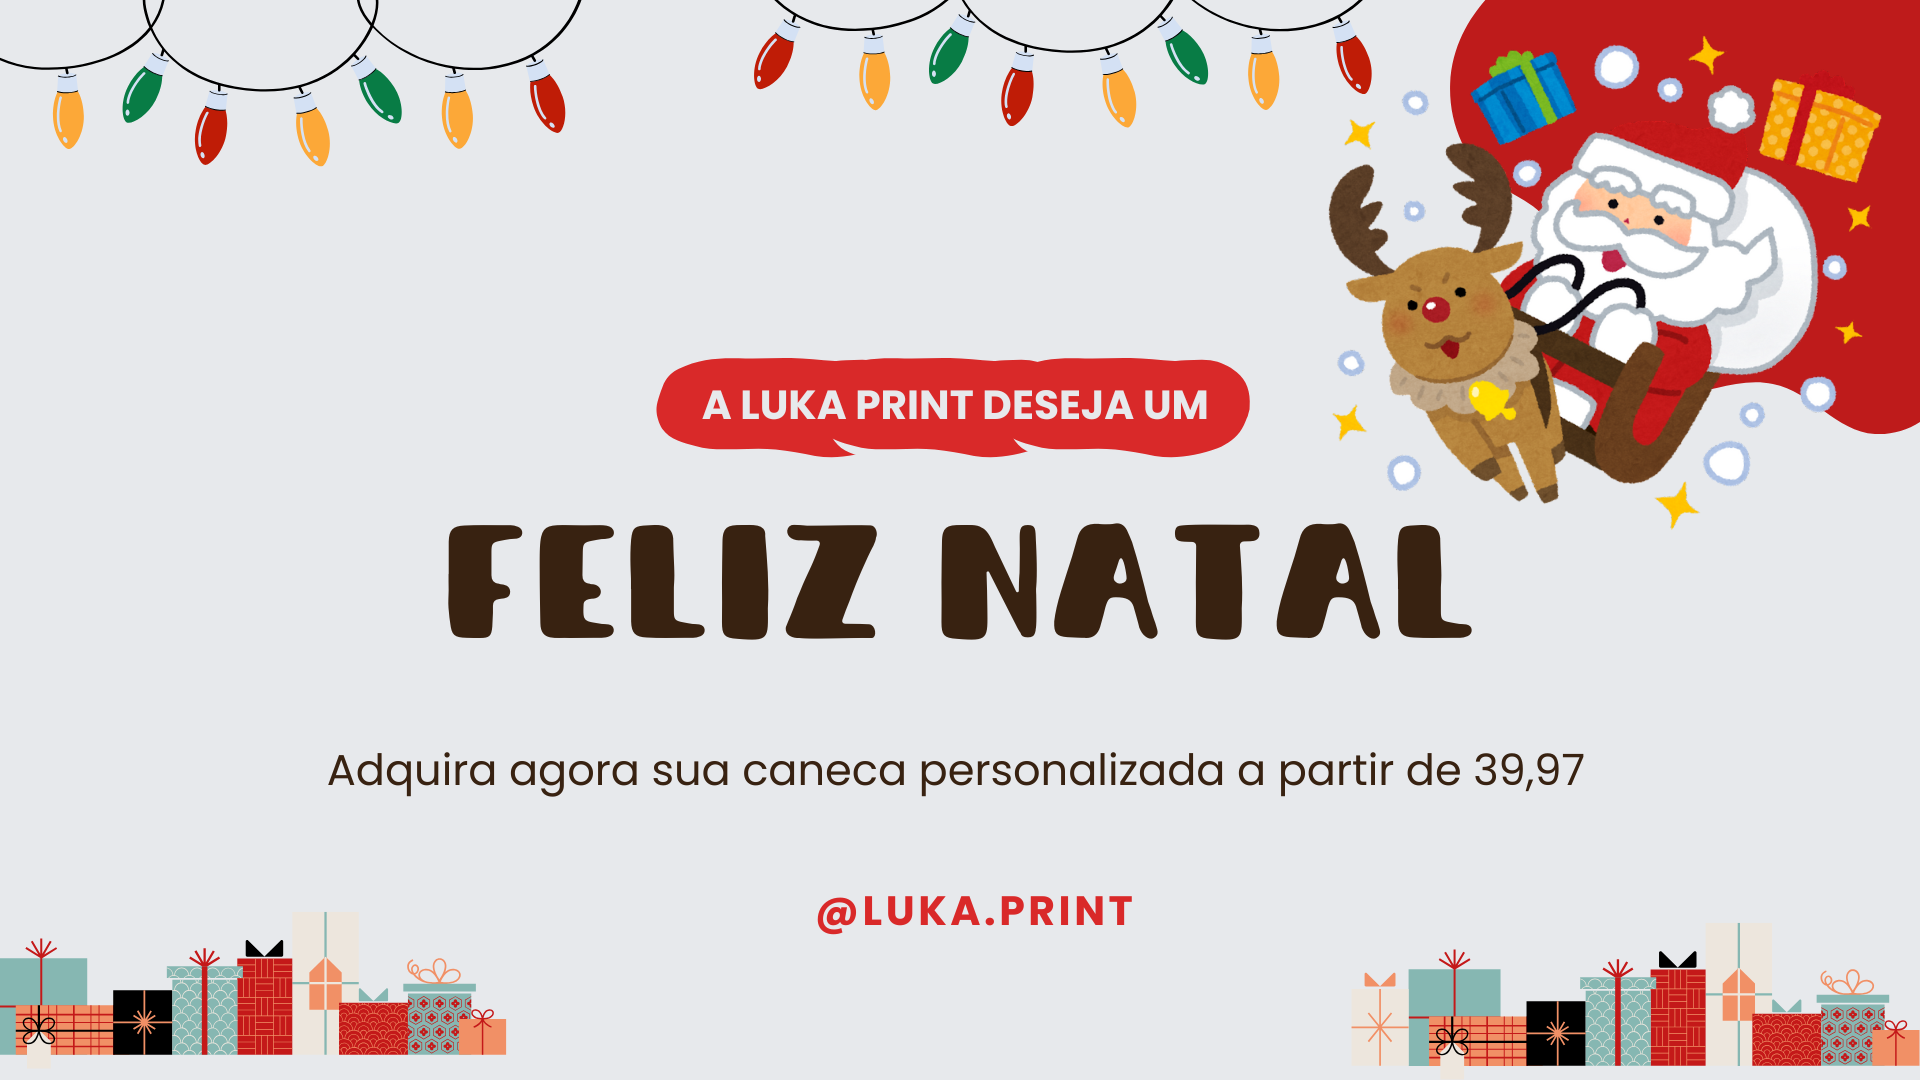 A LUKA PRINT DESEJA UM
FELIZ NATAL
Adquira agora sua caneca personalizada a partir de 39,97
@LUKA.PRINT